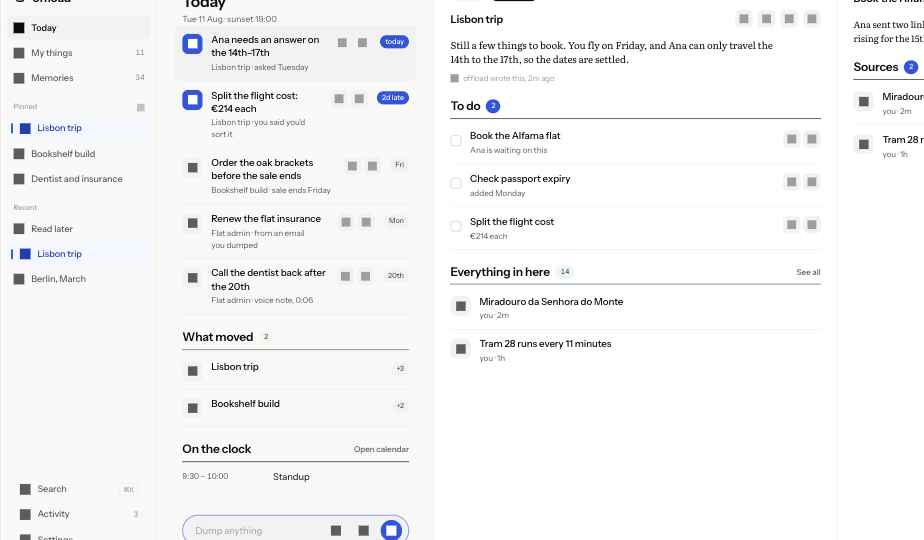 Today
My things 11
Memories 34
Pinned
Lisbon trip
Bookshelf build
Dentist and insurance
Recent
Read later
Lisbon trip
Berlin, March
Search ⌘K
Activity 3
Settings
Today
Tue 11 Aug · sunset 19:00
Ana needs an answer on
the 14th–17th
today
Lisbon trip · asked Tuesday
Split the flight cost:
€214 each
2d late
Lisbon trip · you said you'd
sort it
Order the oak brackets
before the sale ends
Fri
Bookshelf build · sale ends Friday
Renew the flat insurance
Mon
Flat admin · from an email
you dumped
Call the dentist back after
the 20th
20th
Flat admin · voice note, 0:06
What moved 2
Lisbon trip +3
Bookshelf build +2
On the clock Open calendar
9:30 – 10:00 Standup
Dump anything
Lisbon trip
Still a few things to book. You fly on Friday, and Ana can only travel the
14th to the 17th, so the dates are settled.
offload wrote this, 2m ago
To do 2
Book the Alfama flat
Ana is waiting on this
Check passport expiry
added Monday
Split the flight cost
€214 each
Everything in here 14 See all
Miradouro da Senhora do Monte
you · 2m
Tram 28 runs every 11 minutes
you · 1h
Ana sent two
rising for the
Sources 2
you · 2m
Tram 28
you · 1h